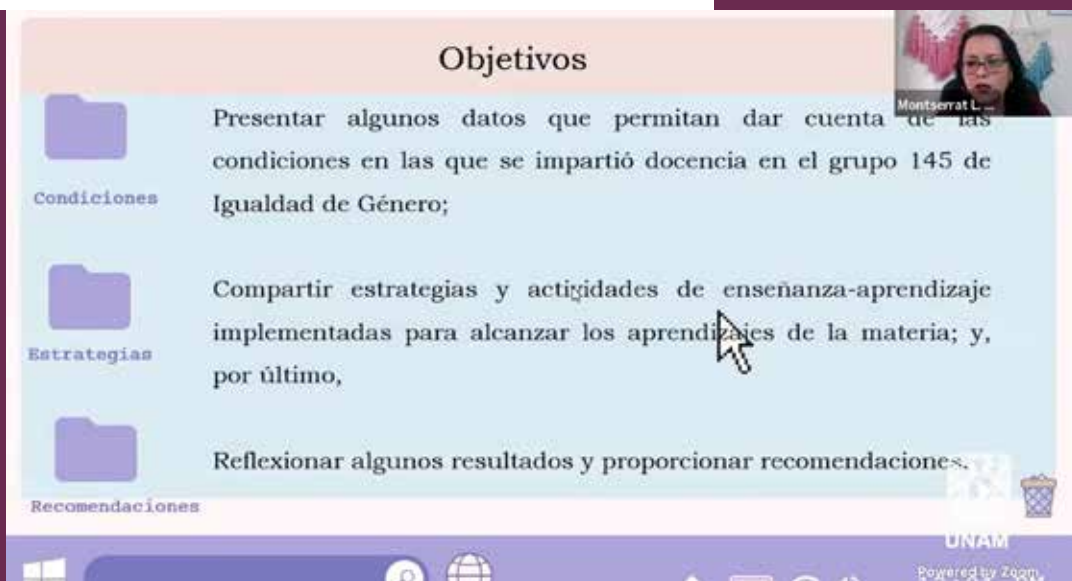 Objetivos
Montserrat L. ...
Presentar algunos datos que permitan dar cuenta de las
condiciones en las que se impartió docencia en el grupo 145 de
Igualdad de Género;
Condiciones
Compartir estrategias y actividades de enseñanza-aprendizaje
implementadas para alcanzar los aprendizajes de la materia; y,
por último,
Estrategias
Reflexionar algunos resultados y proporcionar recomendaciones.
Recomendaciones
UNAM
Powered by Zoom